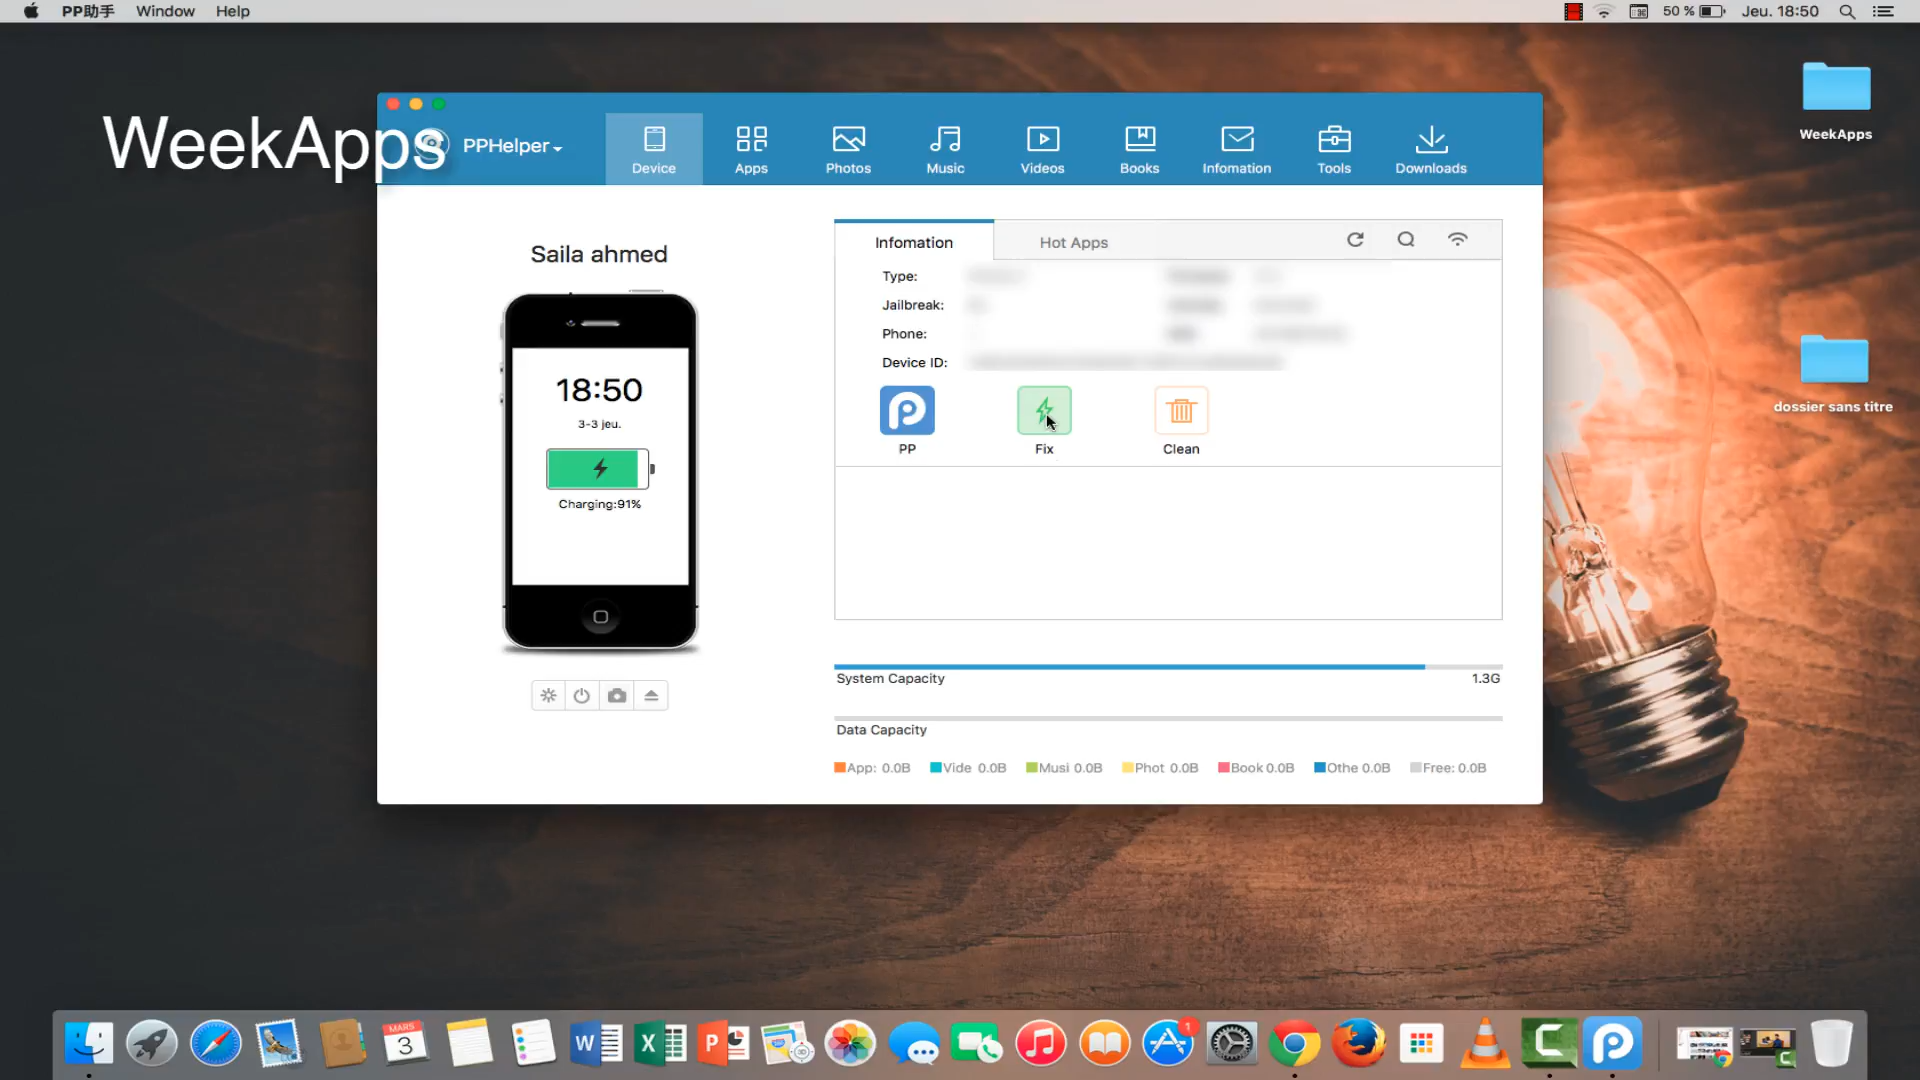 PP助手 Window Help
50 % Jeu. 18:50
WeekApps
PPHelper
Device Apps Photos Music Videos Books Infomation Tools Downloads
WeekApps
dossier sans titre
Saila ahmed
18:50
3-3 jeu.
Charging:91%
Infomation Hot Apps
Type:
Jailbreak:
Phone:
Device ID:
PP Fix Clean
System Capacity 1.3G
Data Capacity
App: 0.0B Vide 0.0B Musi 0.0B Phot 0.0B Book 0.0B Othe 0.0B Free: 0.0B
MARS
3
1